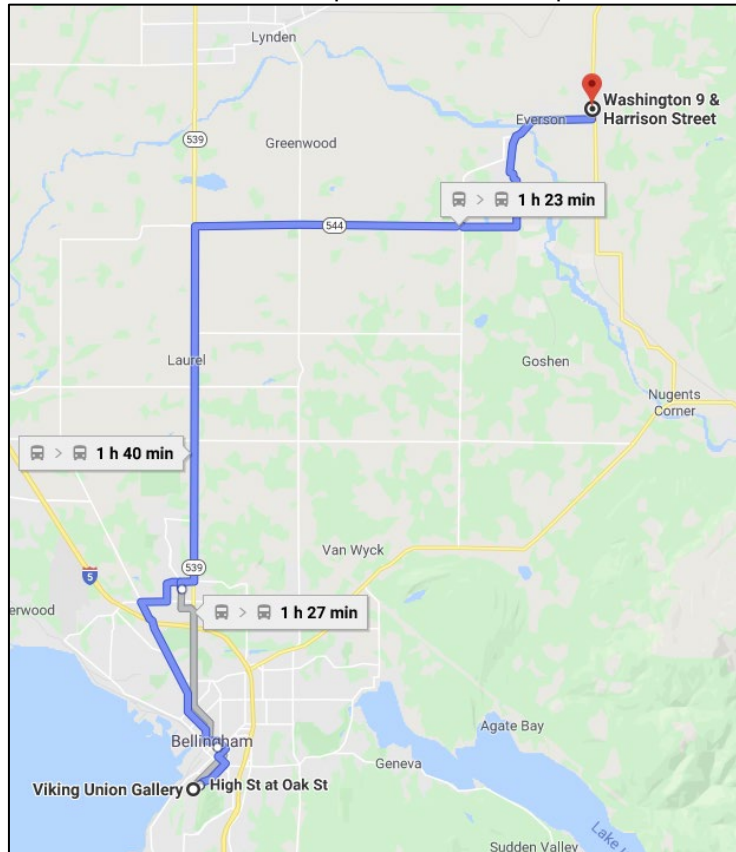 Lynden
Washington 9 &
Harrison Street
Everson
539
Greenwood
1 h 23 min
544
Laurel
Goshen
Nugents
Corner
1 h 40 min
Van Wyck
539
5
erwood
1 h 27 min
Agate Bay
Bellingham
Geneva
Viking Union Gallery
High St at Oak St
Sudden Valley
Lake